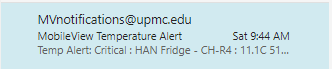 MVnotifications@upmc.edu
MobileView Temperature Alert Sat 9:44 AM
Temp Alert: Critical : HAN Fridge - CH-R4 : 11.1C 51...